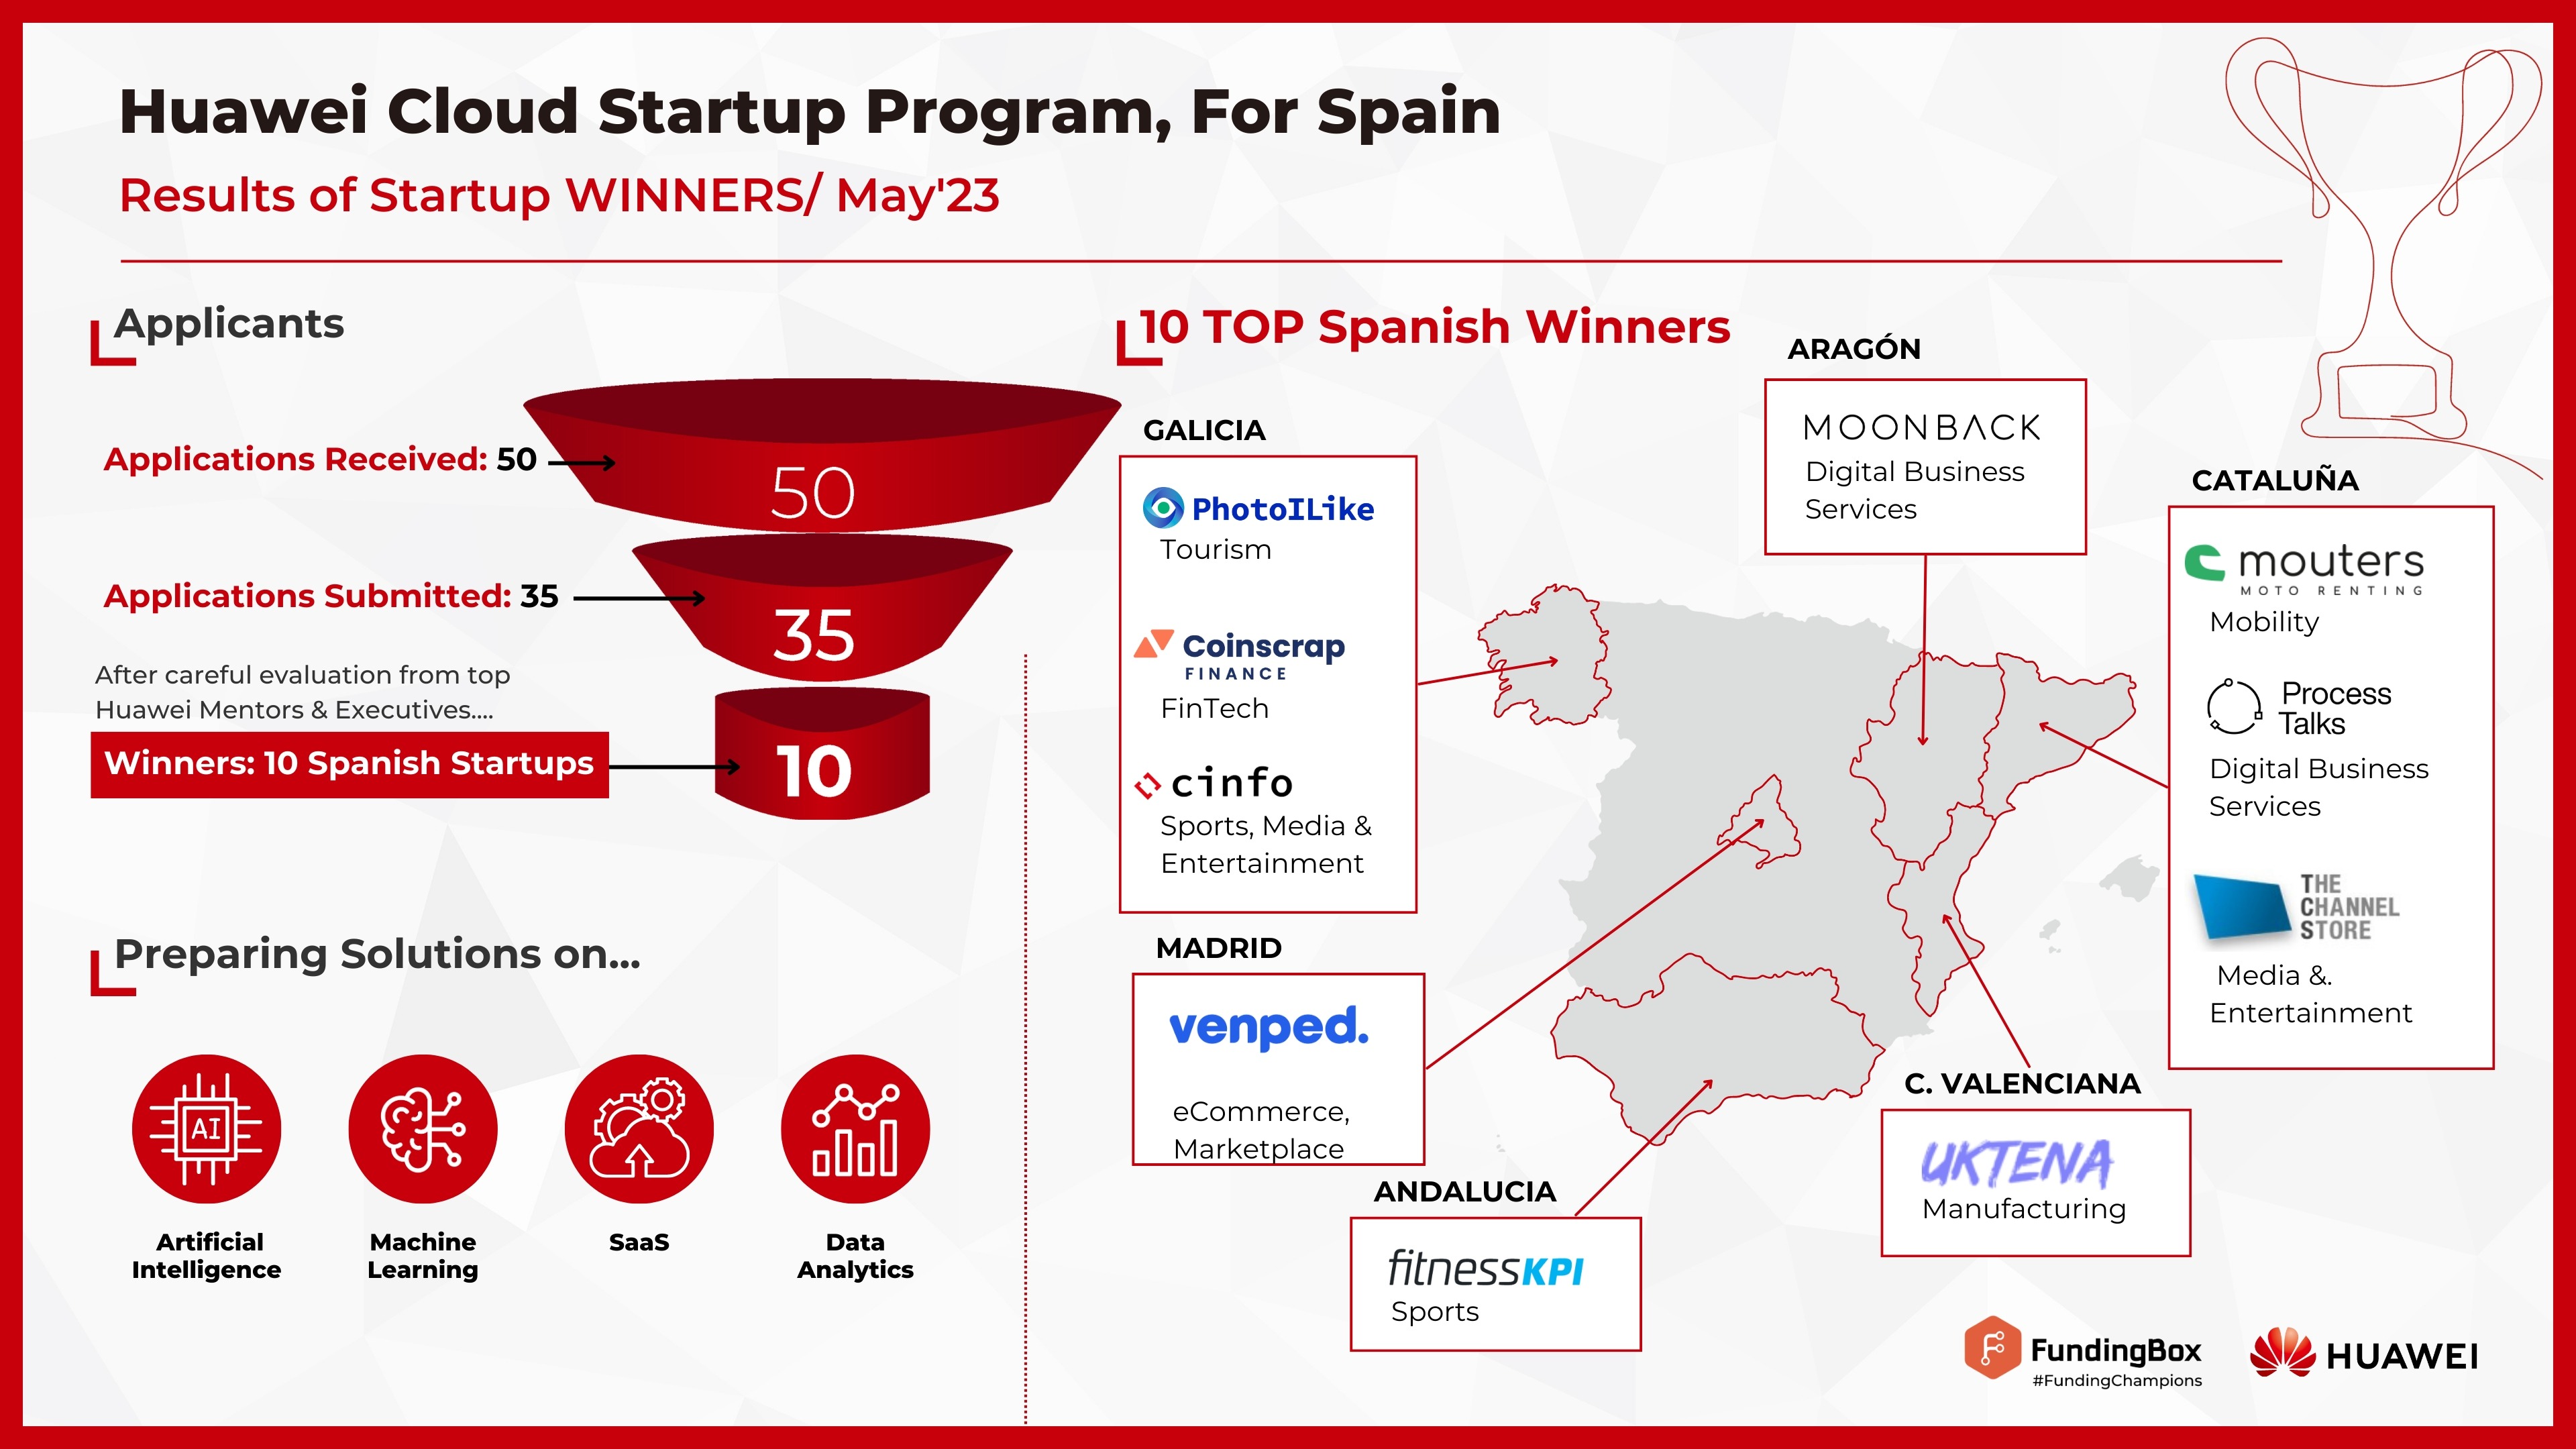 Huawei Cloud Startup Program, For Spain
Results of Startup WINNERS/ May'23
Applicants
Applications Received: 50
50
Applications Submitted: 35
35
After careful evaluation from top
Huawei Mentors & Executives....
Winners: 10 Spanish Startups
10
Preparing Solutions on...
AI
Artificial
Intelligence
Machine
Learning
SaaS
Data
Analytics
10 TOP Spanish Winners
GALICIA
PhotoILike
Tourism
Coinscrap
FINANCE
FinTech
cinfo
Sports, Media &
Entertainment
MADRID
venped.
eCommerce,
Marketplace
ANDALUCIA
fitnessKPI
Sports
ARAGÓN
MOONBACK
Digital Business
Services
CATALUÑA
mouters
MOTO RENTING
Mobility
Process
Talks
Digital Business
Services
THE
CHANNEL
STORE
Media &.
Entertainment
C. VALENCIANA
UKTENA
Manufacturing
FundingBox
#FundingChampions
HUAWEI